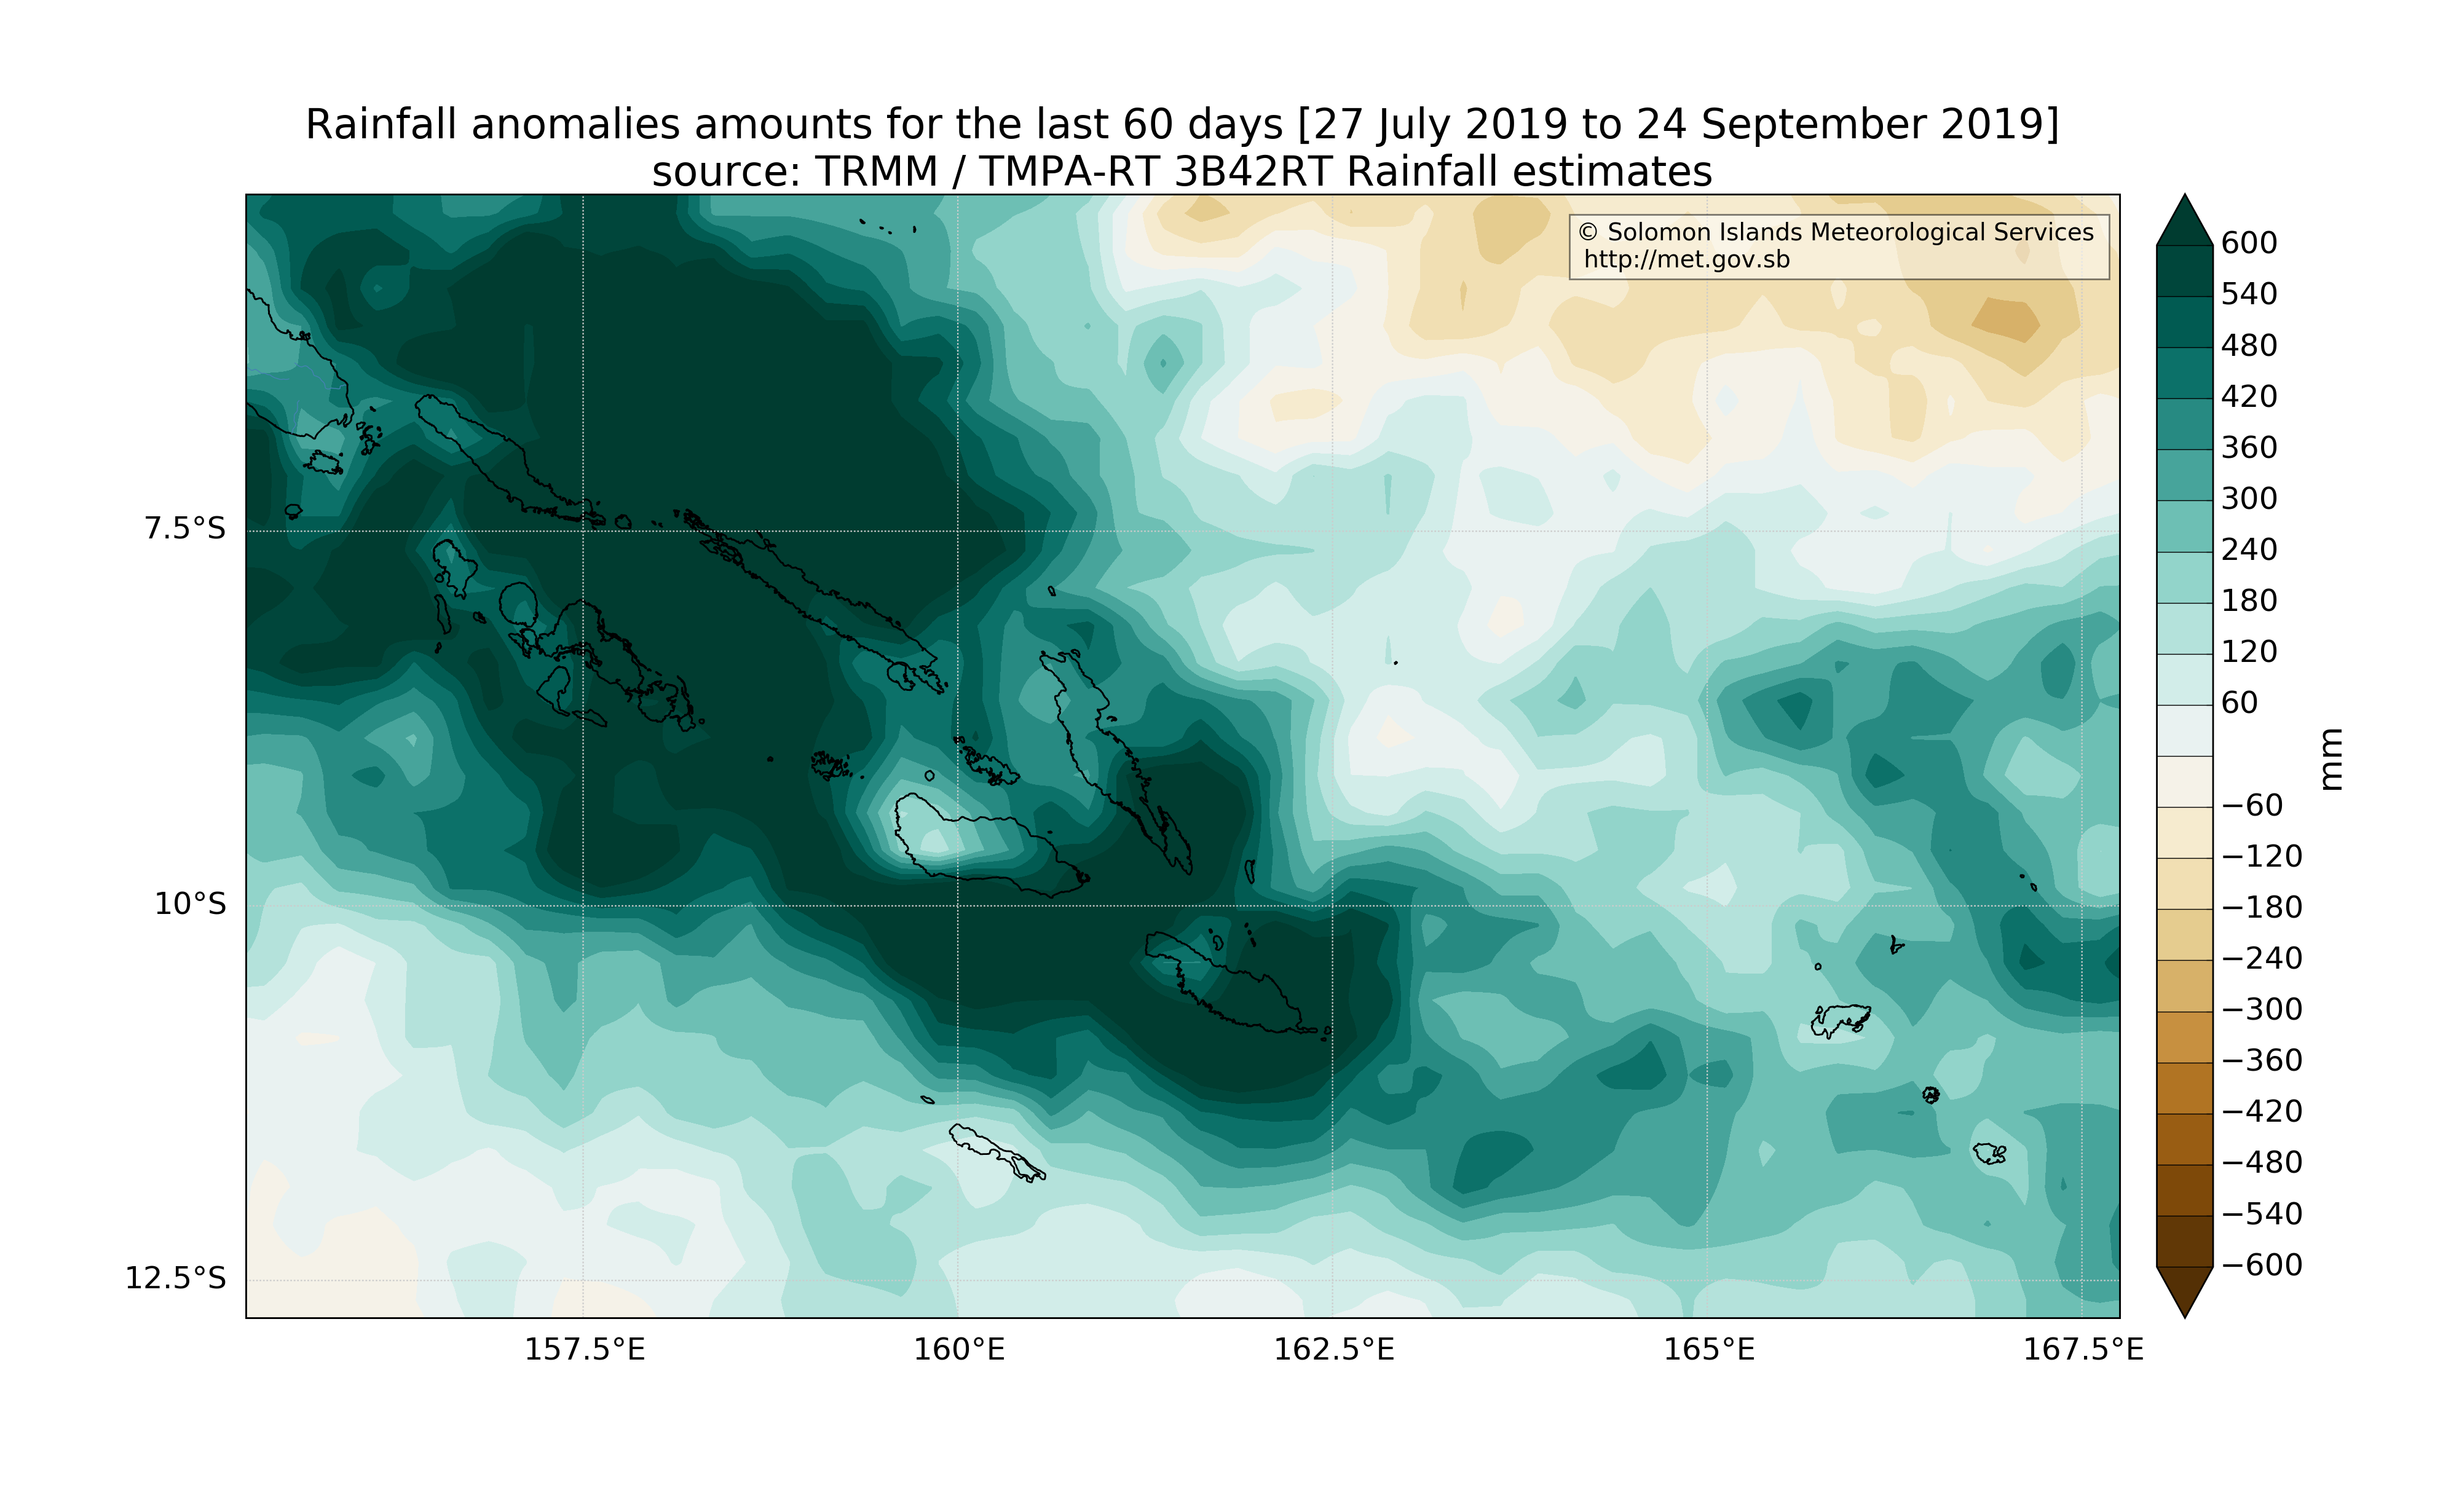 Rainfall anomalies amounts for the last 60 days [27 July 2019 to 24 September 2019]
source: TRMM / TMPA-RT 3B42RT Rainfall estimates
© Solomon Islands Meteorological Services
http://met.gov.sb
7.5°S
10°S
12.5°S
157.5°E
160°E
162.5°E
165°E
167.5°E
600
540
480
420
360
300
240
180
120
60
−60
−120
−180
−240
−300
−360
−420
−480
−540
−600
mm